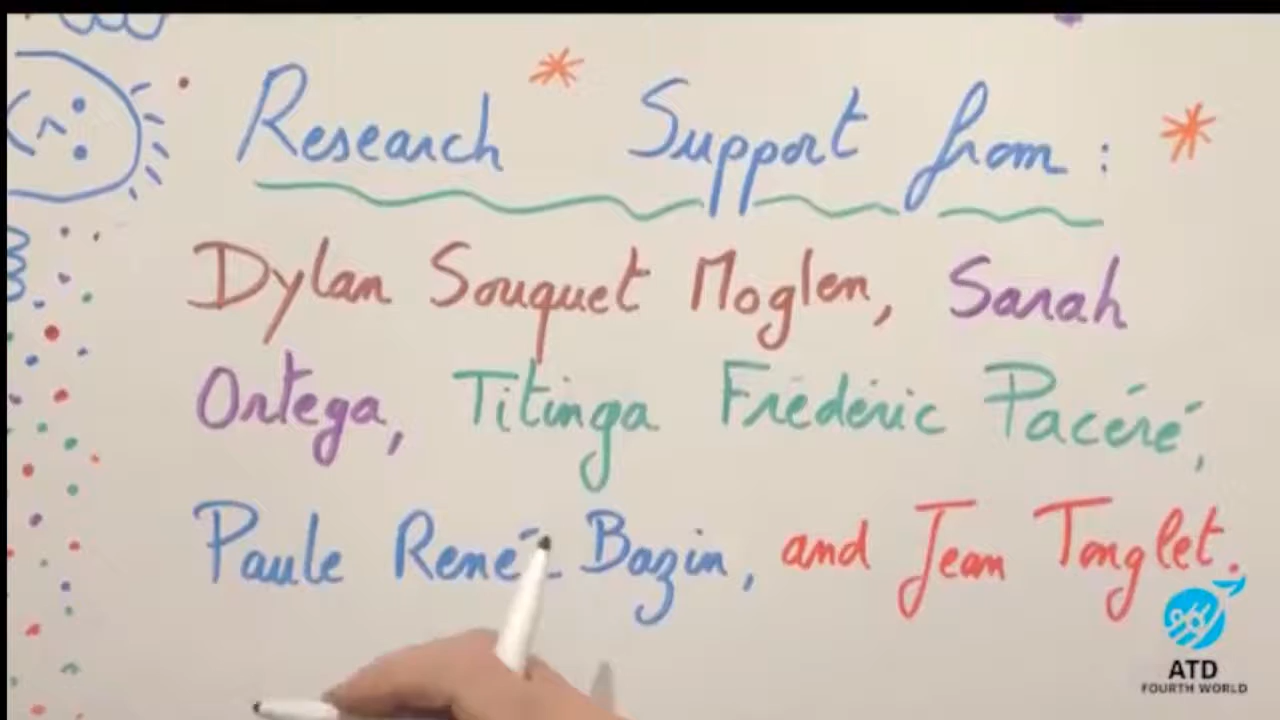 Research Support from:
Dylan Souquet Moglen, Sarah
Ortega, Titinga Frédéric Pacéré,
Paule René-Bazin, and Jean Tonglet.
ATD
FOURTH WORLD